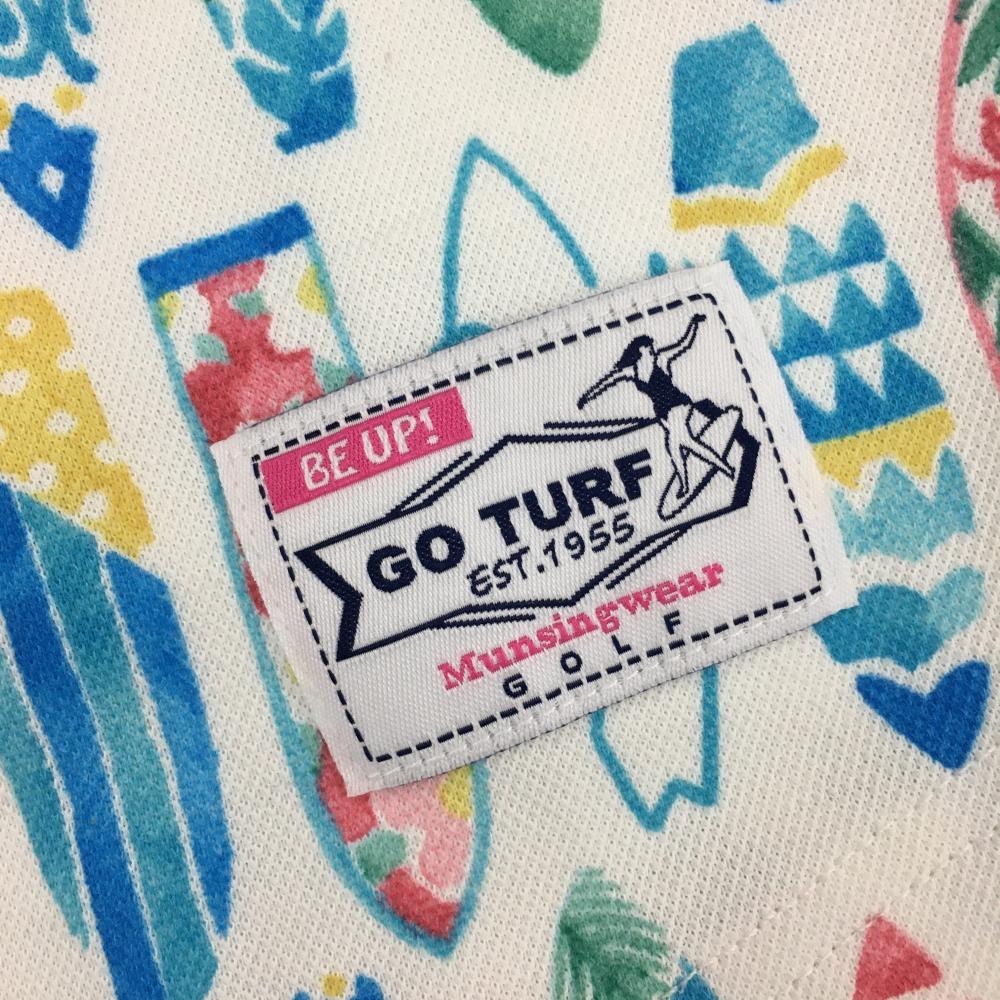 BE UP!
GO TURF
EST.1955
Munsingwear
GOLF